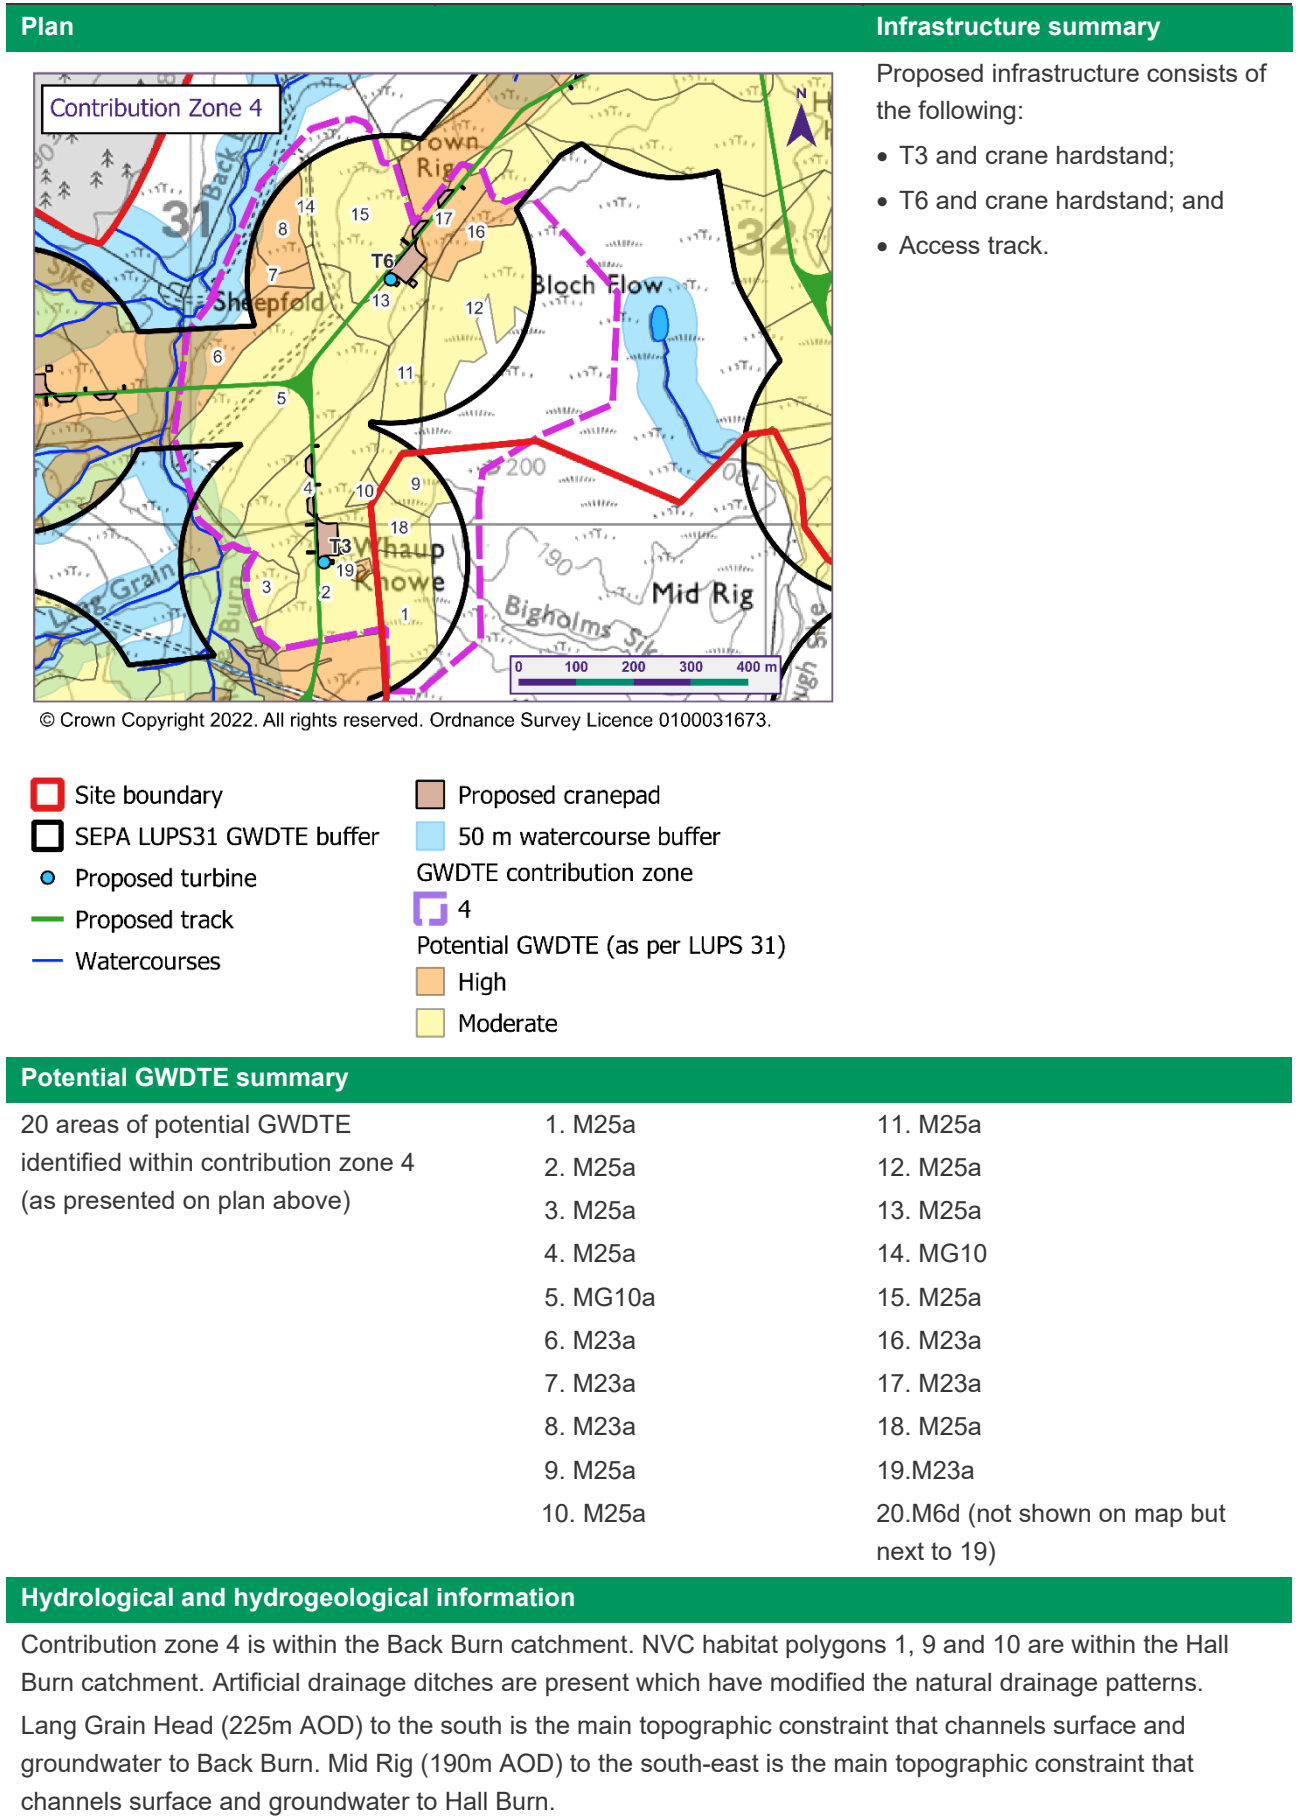 Plan
Infrastructure summary
Contribution Zone 4
N
Back
Brown
Rig
31
32
Sike
Sheepfold
Bloch Flow
T6
8
14
15
17
16
7
13
12
6
11
5
200
190
9
10
4
18
T3
Whaup
Knowe
19
3
2
1
190
Lang Grain
Burn
Bigholms Sik
Mid Rig
ough Sike
0 100 200 300 400 m
Proposed infrastructure consists of
the following:
• T3 and crane hardstand;
• T6 and crane hardstand; and
• Access track.
© Crown Copyright 2022. All rights reserved. Ordnance Survey Licence 0100031673.
Site boundary
SEPA LUPS31 GWDTE buffer
Proposed turbine
Proposed track
Watercourses
Proposed cranepad
50 m watercourse buffer
GWDTE contribution zone
4
Potential GWDTE (as per LUPS 31)
High
Moderate
Potential GWDTE summary
20 areas of potential GWDTE
identified within contribution zone 4
(as presented on plan above)
1. M25a
2. M25a
3. M25a
4. M25a
5. MG10a
6. M23a
7. M23a
8. M23a
9. M25a
10. M25a
11. M25a
12. M25a
13. M25a
14. MG10
15. M25a
16. M23a
17. M23a
18. M25a
19.M23a
20.M6d (not shown on map but
next to 19)
Hydrological and hydrogeological information
Contribution zone 4 is within the Back Burn catchment. NVC habitat polygons 1, 9 and 10 are within the Hall
Burn catchment. Artificial drainage ditches are present which have modified the natural drainage patterns.
Lang Grain Head (225m AOD) to the south is the main topographic constraint that channels surface and
groundwater to Back Burn. Mid Rig (190m AOD) to the south-east is the main topographic constraint that
channels surface and groundwater to Hall Burn.